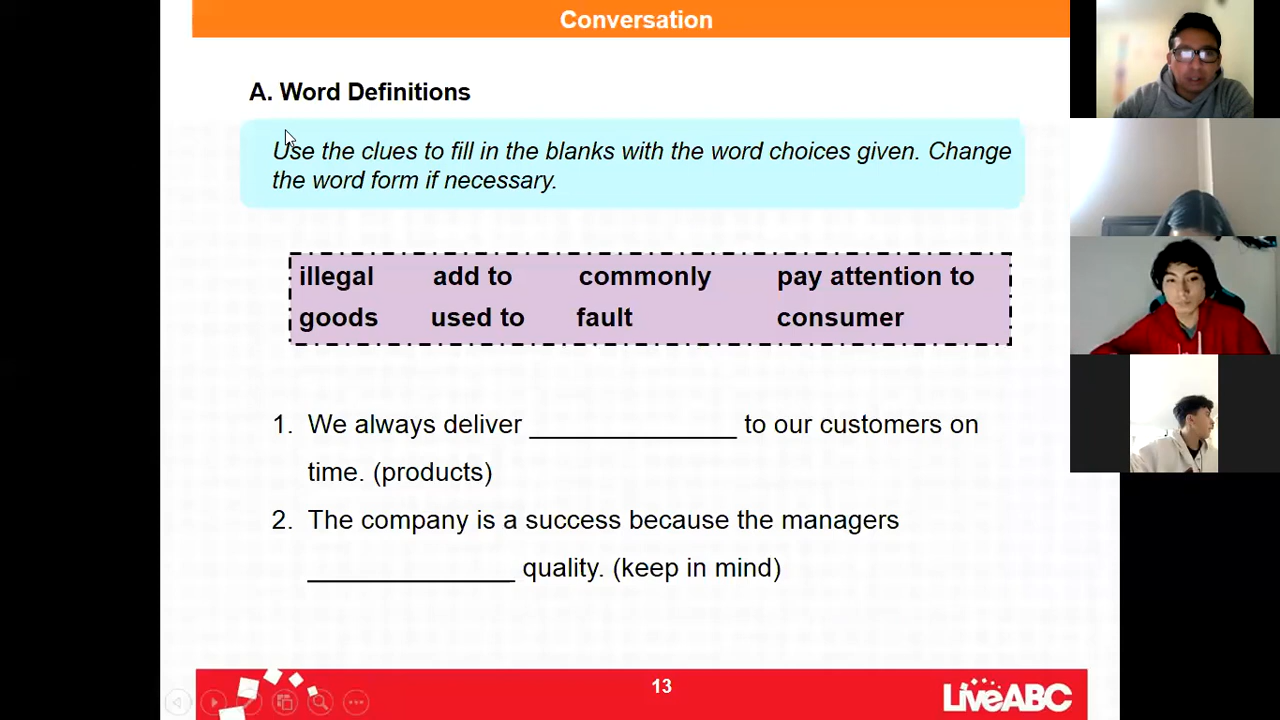 Conversation
A. Word Definitions
Use the clues to fill in the blanks with the word choices given. Change
the word form if necessary.
illegal add to commonly pay attention to
goods used to fault consumer
1. We always deliver _______________ to our customers on
time. (products)
2. The company is a success because the managers
_______________ quality. (keep in mind)
13
LiveABC